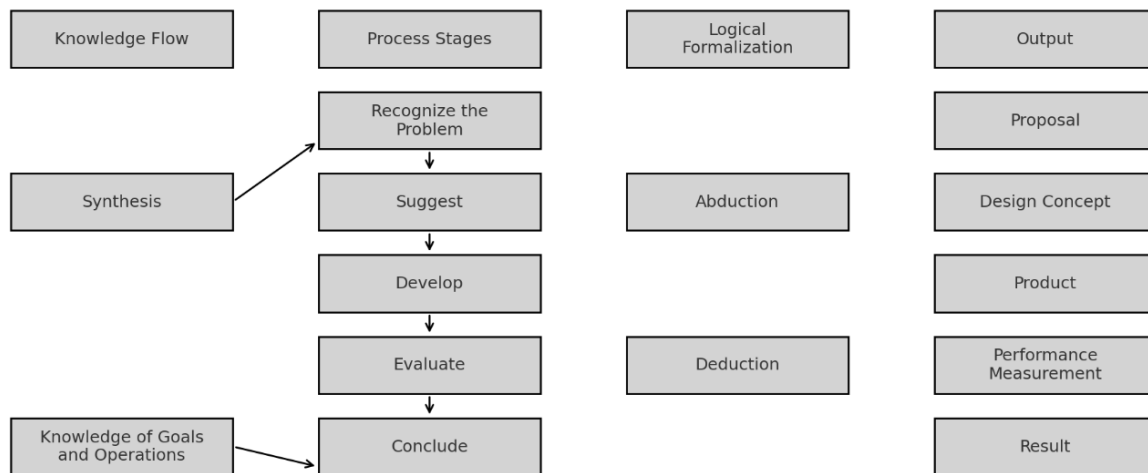 Knowledge Flow
Process Stages
Logical
Formalization
Output
Recognize the
Problem
Proposal
Synthesis
Suggest
Abduction
Design Concept
Develop
Product
Evaluate
Deduction
Performance
Measurement
Knowledge of Goals
and Operations
Conclude
Result